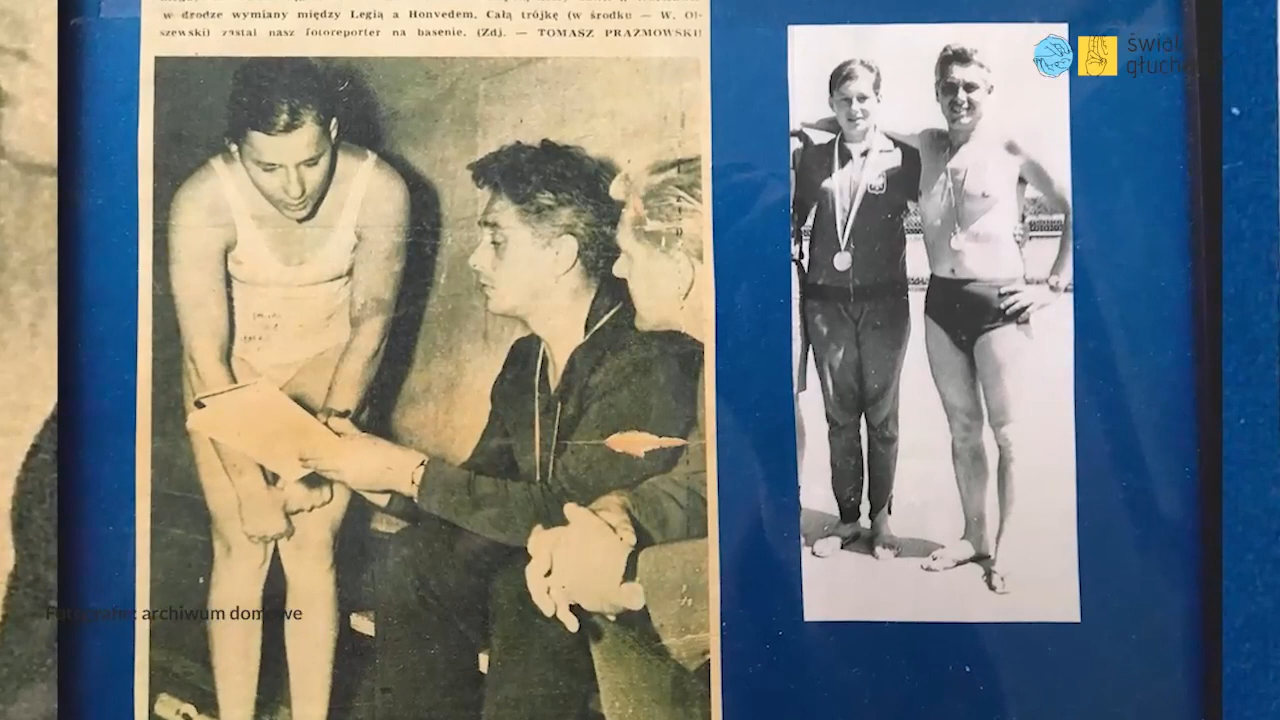 w drodze wymiany między Legią a Honvedem. Całą trójkę (w środku — W. Ol-
szewski) zastał nasz fotoreporter na basenie. (Zdj. — TOMASZ PRAŻMOWSKI)
świat
głuchych
Fotografie: archiwum domowe